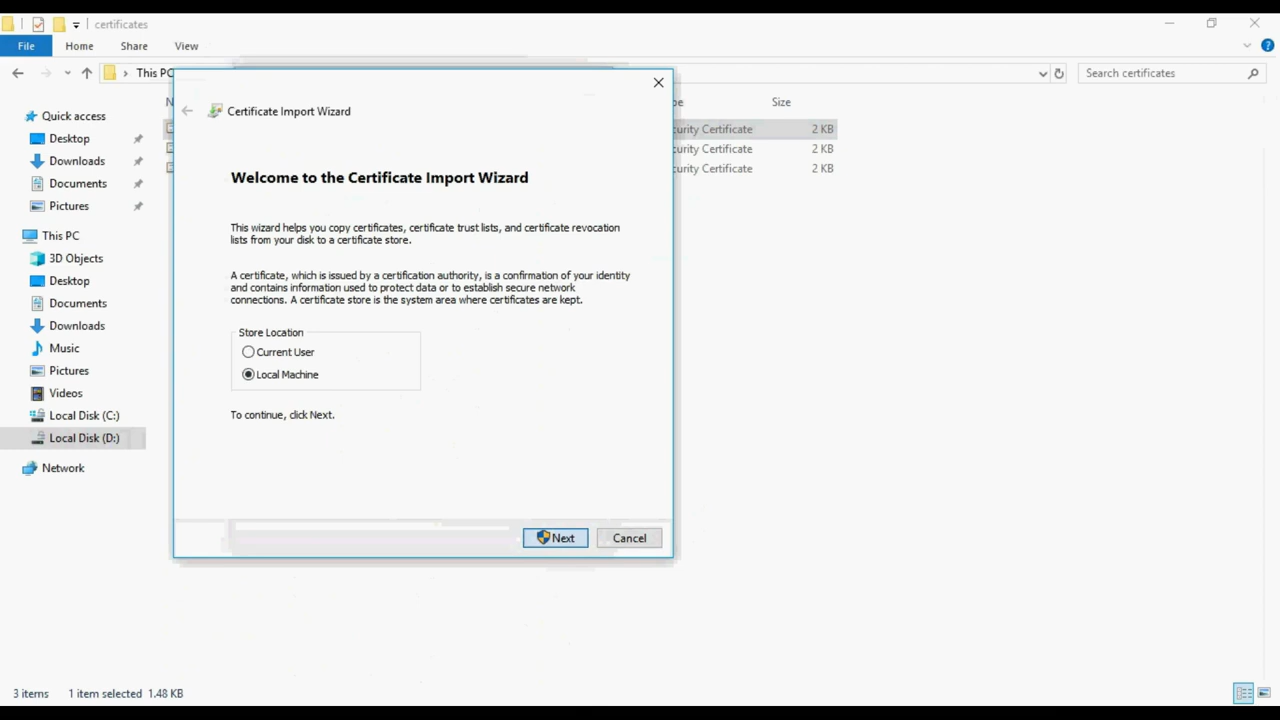 certificates
File Home Share View
This PC
Search certificates
Size
Quick access
Desktop
Downloads
Documents
Pictures
This PC
3D Objects
Desktop
Documents
Downloads
Music
Pictures
Videos
Local Disk (C:)
Local Disk (D:)
Network
Certificate Import Wizard
Welcome to the Certificate Import Wizard
This wizard helps you copy certificates, certificate trust lists, and certificate revocation
lists from your disk to a certificate store.
A certificate, which is issued by a certification authority, is a confirmation of your identity
and contains information used to protect data or to establish secure network
connections. A certificate store is the system area where certificates are kept.
Store Location
Current User
Local Machine
To continue, click Next.
Next Cancel
Certificate 2 KB
Certificate 2 KB
Certificate 2 KB
3 items 1 item selected 1.48 KB